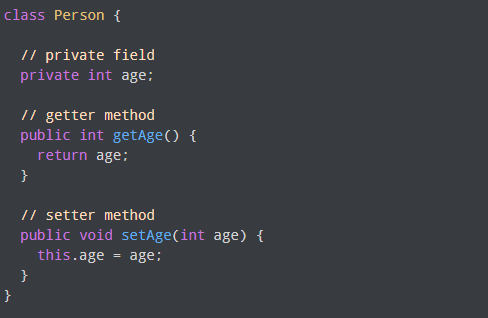 class Person {
// private field
private int age;
// getter method
public int getAge() {
return age;
}
// setter method
public void setAge(int age) {
this.age = age;
}
}